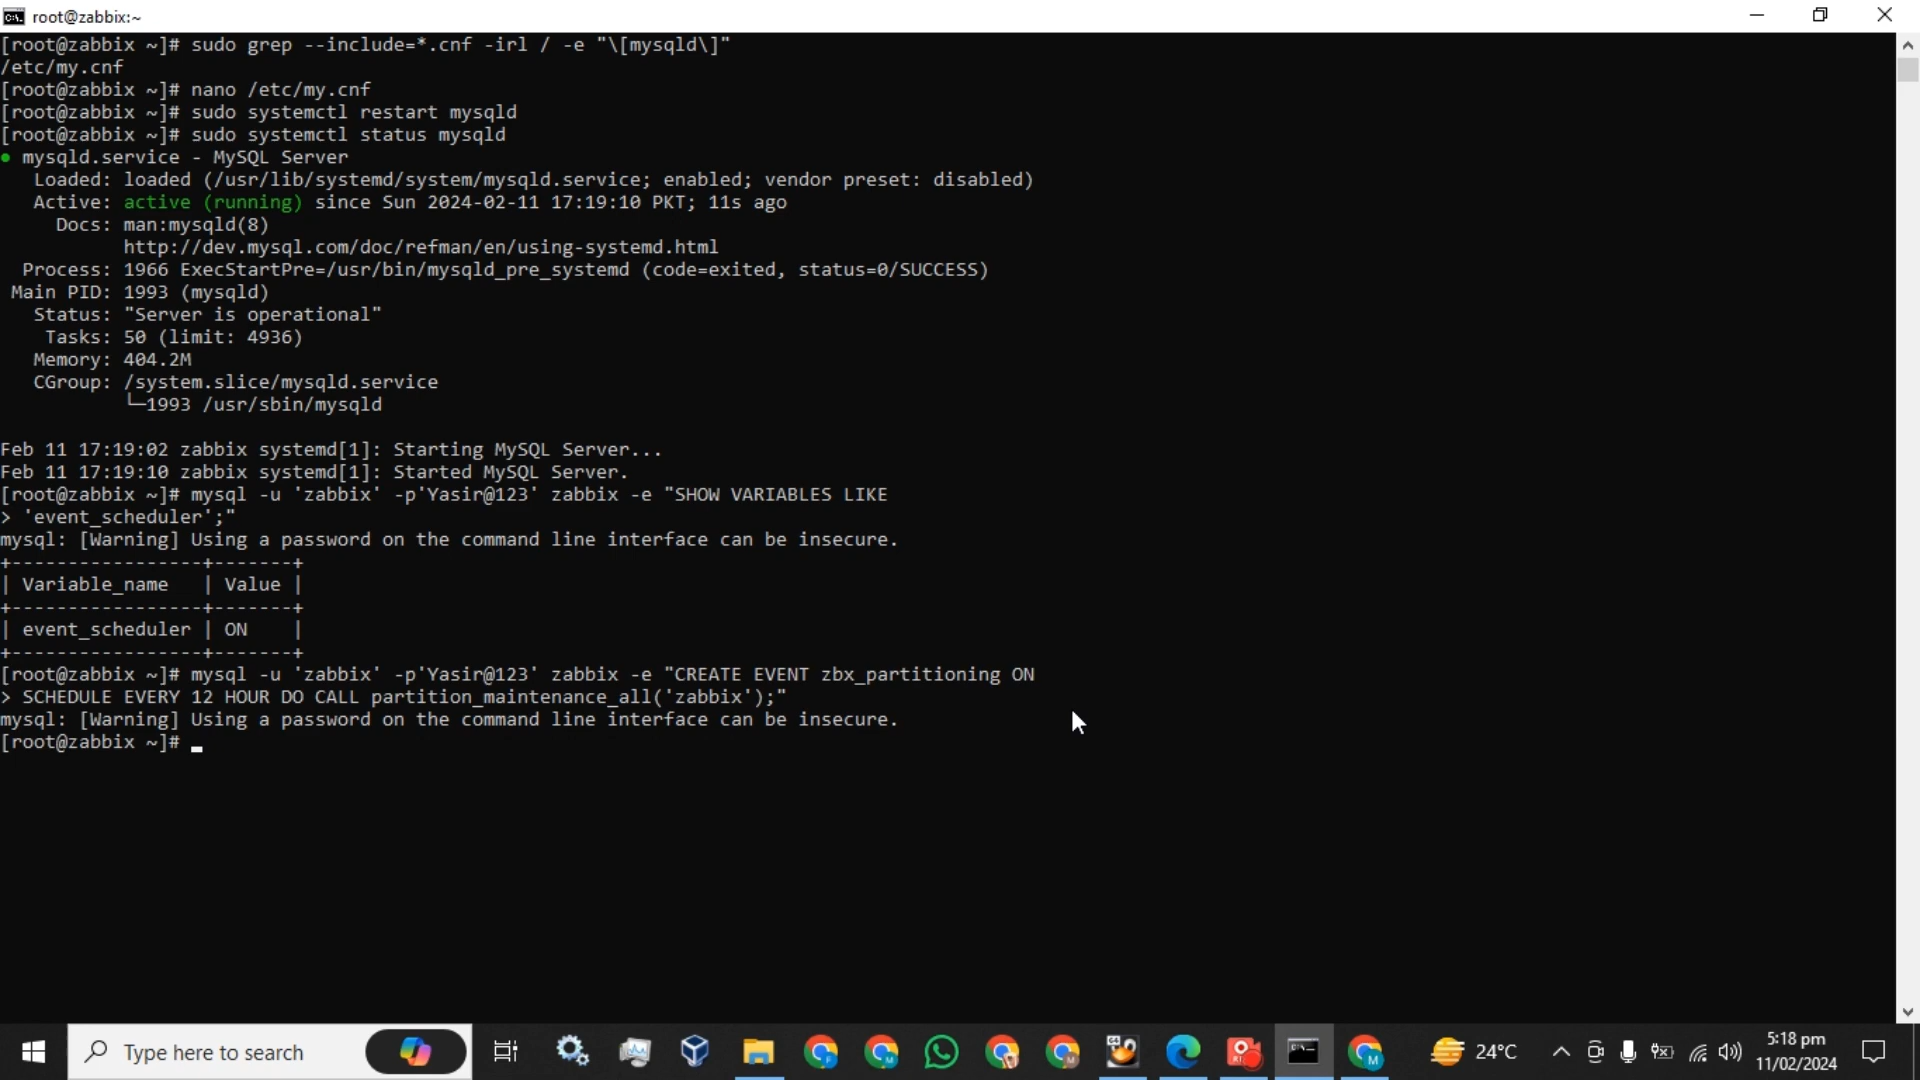 root@zabbix:~
[root@zabbix ~]# sudo grep --include=*.cnf -irl / -e "\[mysqld\]"
/etc/my.cnf
[root@zabbix ~]# nano /etc/my.cnf
[root@zabbix ~]# sudo systemctl restart mysqld
[root@zabbix ~]# sudo systemctl status mysqld
● mysqld.service - MySQL Server
   Loaded: loaded (/usr/lib/systemd/system/mysqld.service; enabled; vendor preset: disabled)
   Active: active (running) since Sun 2024-02-11 17:19:10 PKT; 11s ago
     Docs: man:mysqld(8)
           http://dev.mysql.com/doc/refman/en/using-systemd.html
  Process: 1966 ExecStartPre=/usr/bin/mysqld_pre_systemd (code=exited, status=0/SUCCESS)
 Main PID: 1993 (mysqld)
   Status: "Server is operational"
    Tasks: 50 (limit: 4936)
   Memory: 404.2M
   CGroup: /system.slice/mysqld.service
           └─1993 /usr/sbin/mysqld
Feb 11 17:19:02 zabbix systemd[1]: Starting MySQL Server...
Feb 11 17:19:10 zabbix systemd[1]: Started MySQL Server.
[root@zabbix ~]# mysql -u 'zabbix' -p'Yasir@123' zabbix -e "SHOW VARIABLES LIKE
> 'event_scheduler';"
mysql: [Warning] Using a password on the command line interface can be insecure.
+-----------------+-------+
| Variable_name   | Value |
+-----------------+-------+
| event_scheduler | ON    |
+-----------------+-------+
[root@zabbix ~]# mysql -u 'zabbix' -p'Yasir@123' zabbix -e "CREATE EVENT zbx_partitioning ON
> SCHEDULE EVERY 12 HOUR DO CALL partition_maintenance_all('zabbix');"
mysql: [Warning] Using a password on the command line interface can be insecure.
[root@zabbix ~]# _
Type here to search
24°C
5:18 pm
11/02/2024